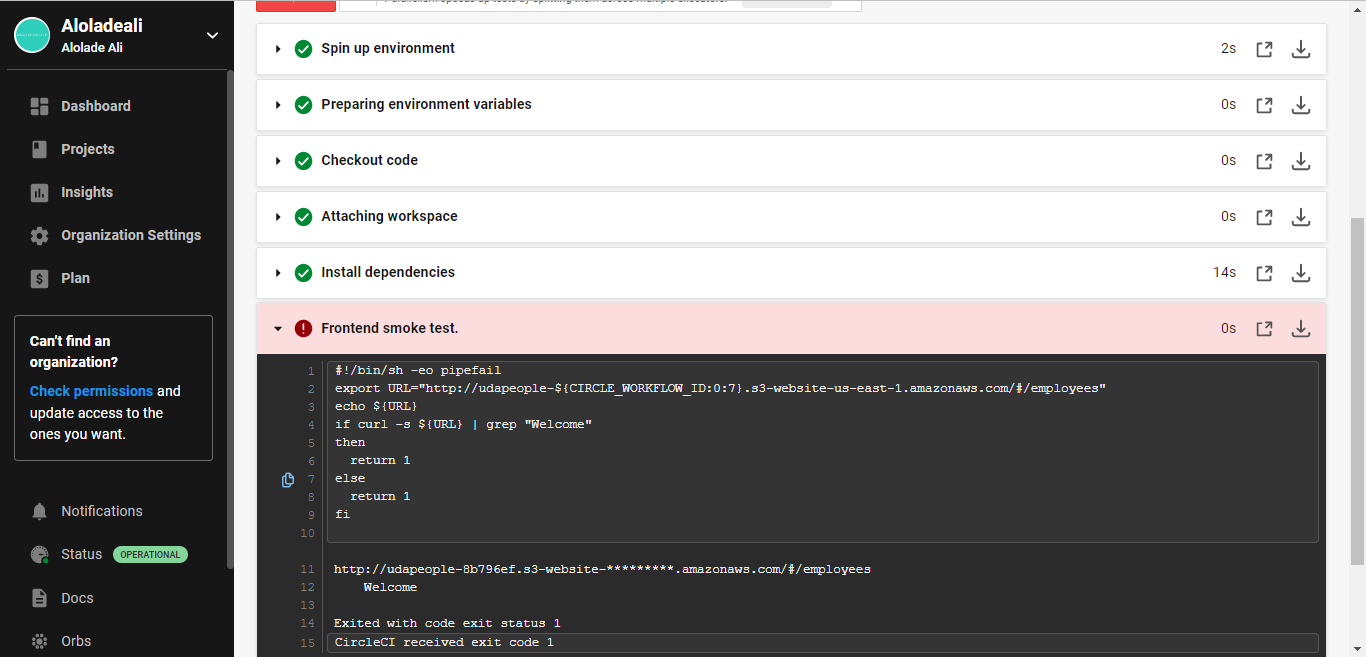 Aloladeali
Alolade Ali
Dashboard
Projects
Insights
Organization Settings
Plan
Can't find an
organization?
Check permissions and
update access to the
ones you want.
Notifications
Status OPERATIONAL
Docs
Orbs
Spin up environment 2s
Preparing environment variables 0s
Checkout code 0s
Attaching workspace 0s
Install dependencies 14s
Frontend smoke test. 0s
1 #!/bin/sh -eo pipefail
2 export URL="http://udapeople-${CIRCLE_WORKFLOW_ID:0:7}.s3-website-us-east-1.amazonaws.com/#/employees"
3 echo ${URL}
4 if curl -s ${URL} | grep "Welcome"
5 then
6   return 1
7 else
8   return 1
9 fi
10
11 http://udapeople-8b796ef.s3-website-*********.amazonaws.com/#/employees
12     Welcome
13
14 Exited with code exit status 1
15 CircleCI received exit code 1